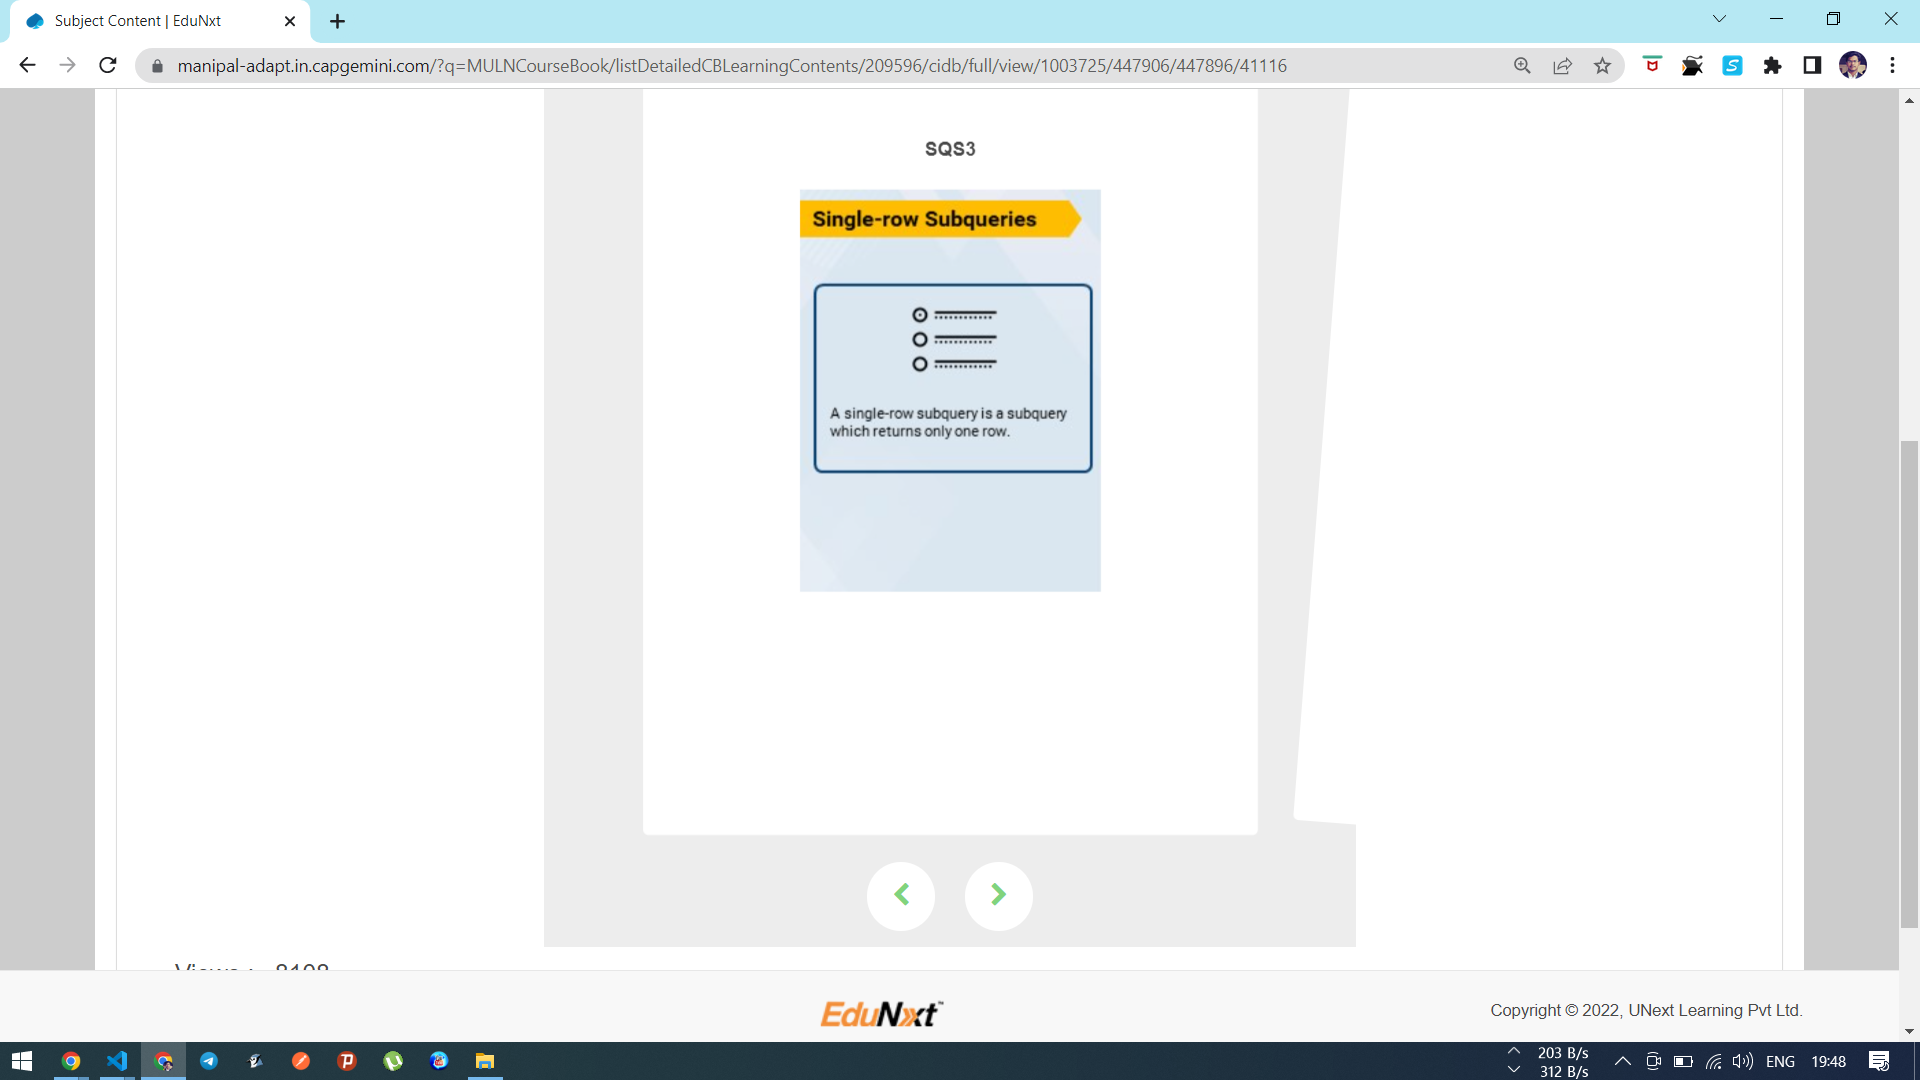 Subject Content | EduNxt
manipal-adapt.in.capgemini.com/?q=MULNCourseBook/listDetailedCBLearningContents/209596/cidb/full/view/1003725/447906/447896/41116
SQS3
Single-row Subqueries
A single-row subquery is a subquery
which returns only one row.
EduNxt
Copyright © 2022, UNext Learning Pvt Ltd.
203 B/s
312 B/s
ENG
19:48